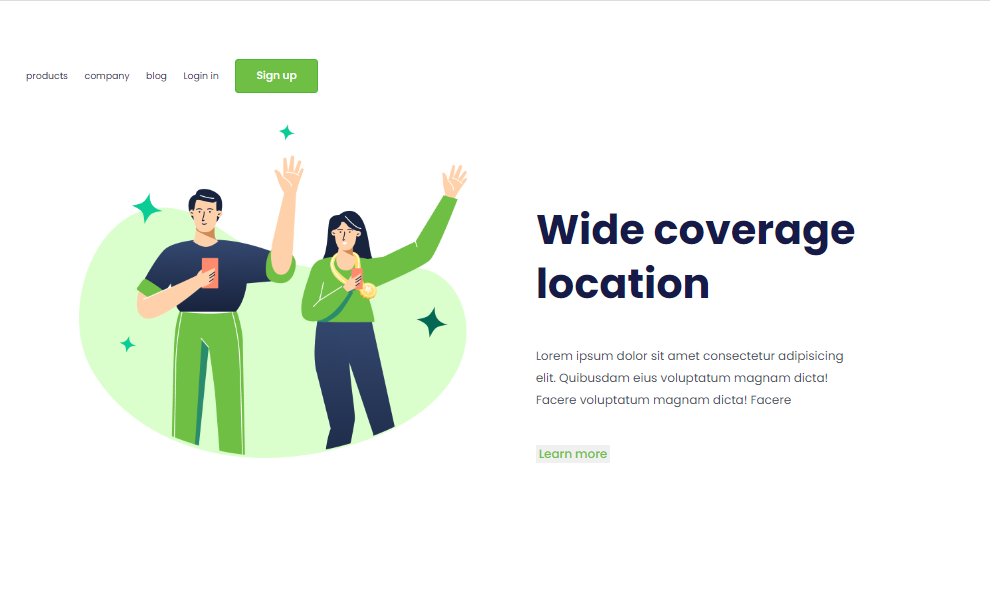 products company blog Login in Sign up
Wide coverage
location
Lorem ipsum dolor sit amet consectetur adipisicing
elit. Quibusdam eius voluptatum magnam dicta!
Facere voluptatum magnam dicta! Facere
Learn more